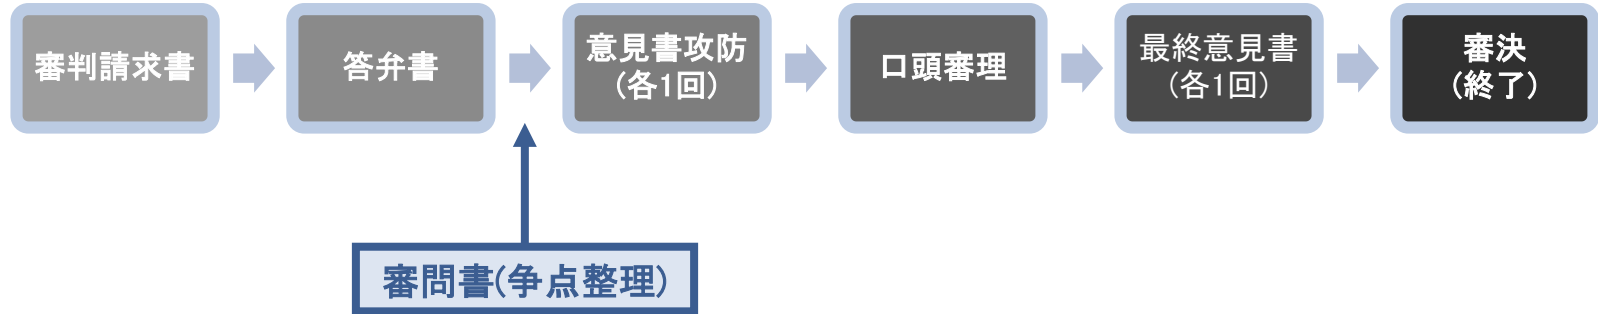 審判請求書
答弁書
意見書攻防
(各1回)
口頭審理
最終意見書
(各1回)
審決
(終了)
審問書(争点整理)